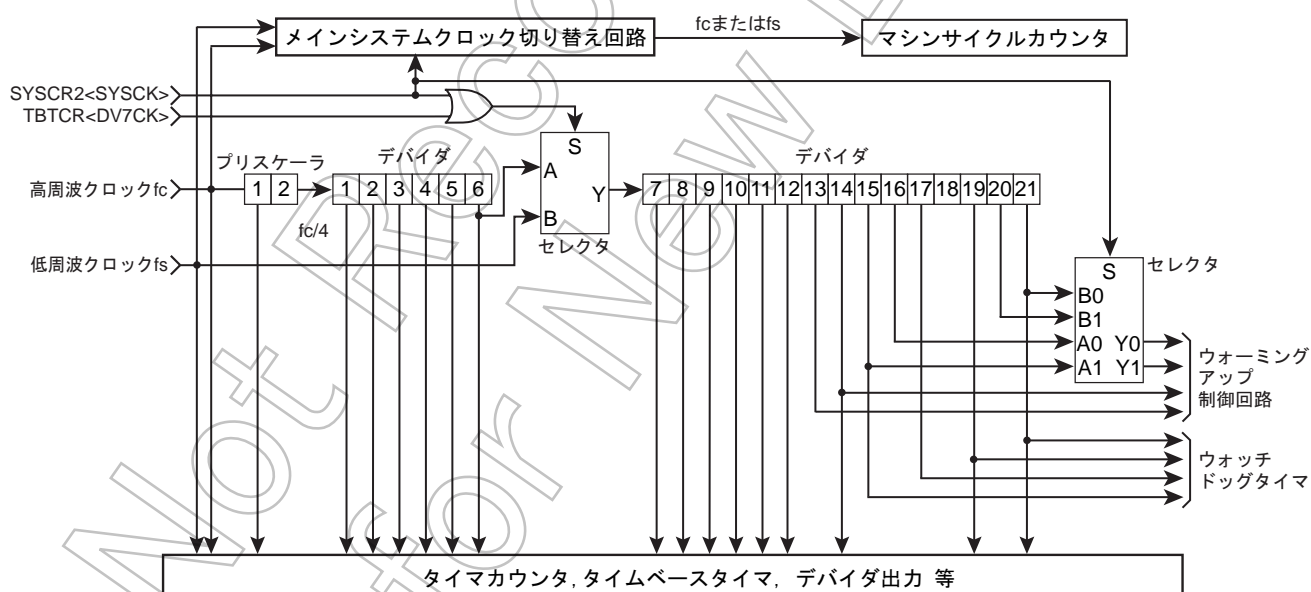 メインシステムクロック切り替え回路
fcまたはfs
マシンサイクルカウンタ
SYSCR2<SYSCK>
TBTCR<DV7CK>
高周波クロックfc
低周波クロックfs
プリスケーラ
1 2
デバイダ
1 2 3 4 5 6
fc/4
S
A
B
Y
セレクタ
デバイダ
7 8 9 10 11 12 13 14 15 16 17 18 19 20 21
S
セレクタ
B0
B1
A0 Y0
A1 Y1
ウォーミング
アップ
制御回路
ウォッチ
ドッグタイマ
タイマカウンタ, タイムベースタイマ, デバイダ出力 等
Not Reco
for New D